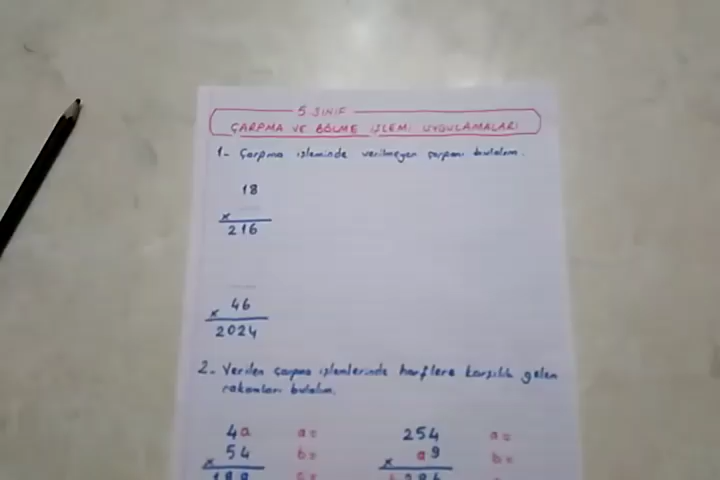 5. SINIF
ÇARPMA VE BÖLME İŞLEMİ UYGULAMALARI
1- Çarpma işleminde verilmeyen çarpanı bulalım.
18
x
216
46
x
2024
2- Verilen çarpma işlemlerinde harflere karşılık gelen
rakamları bulalım.
4a a= 254 a=
x 54 b= x a9 b=